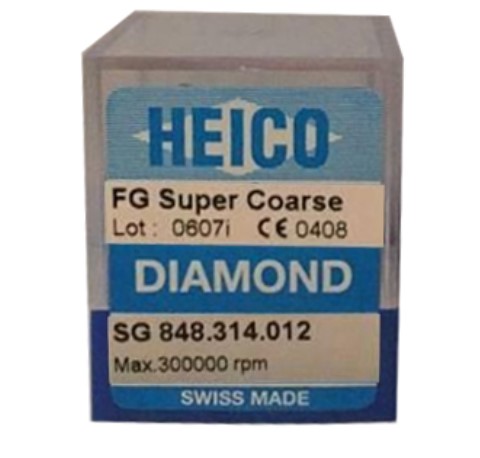 HEICO
FG Super Coarse
Lot : 0607i CE 0408
DIAMOND
SG 848.314.012
Max.300000 rpm
SWISS MADE